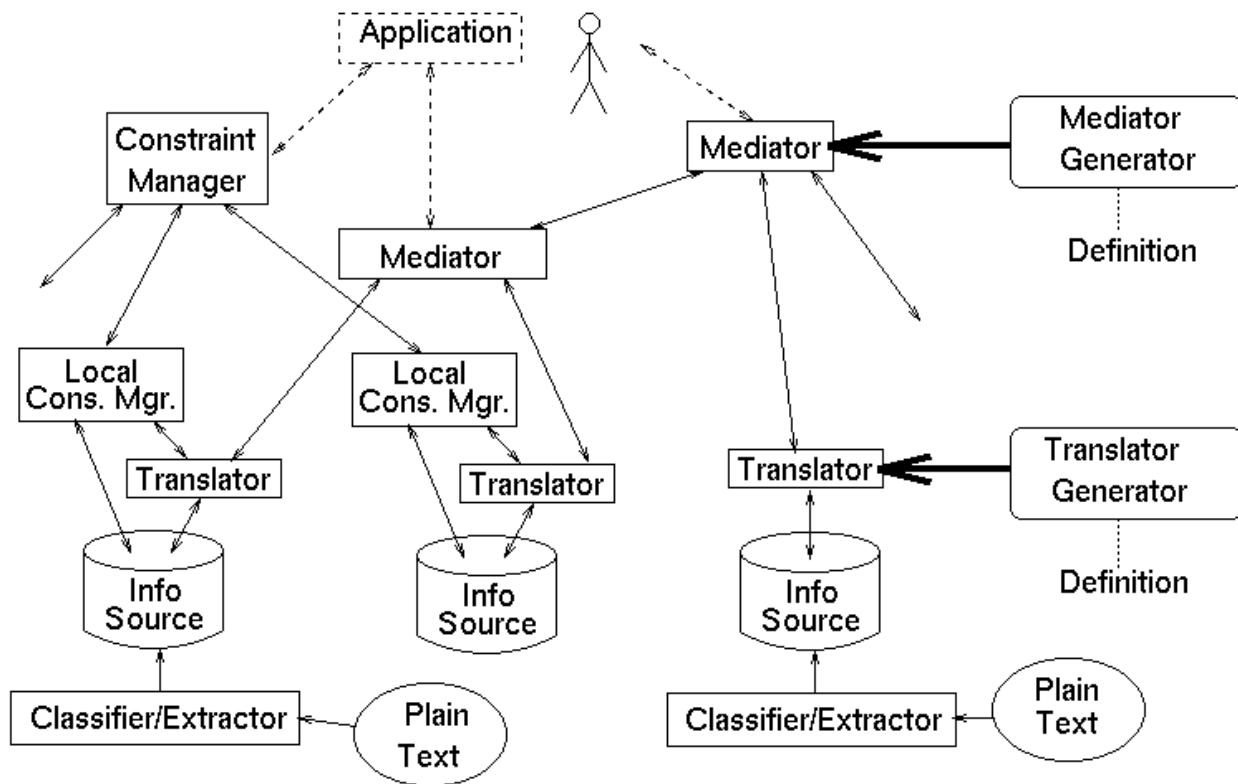 Application
Constraint
Manager
Mediator
Mediator
Generator
Mediator
Definition
Local
Cons. Mgr.
Local
Cons. Mgr.
Translator
Translator
Translator
Translator
Generator
Info
Source
Info
Source
Info
Source
Definition
Classifier/Extractor
Plain
Text
Classifier/Extractor
Plain
Text